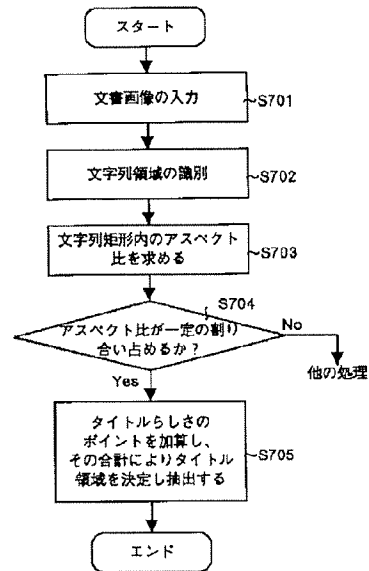 スタート
文書画像の入力
S701
文字列領域の識別
S702
文字列矩形内のアスペクト
比を求める
S703
S704
アスペクト比が一定の割り
合い占めるか?
No
他の処理
Yes
タイトルらしさの
ポイントを加算し、
その合計によりタイトル
領域を決定し抽出する
S705
エンド